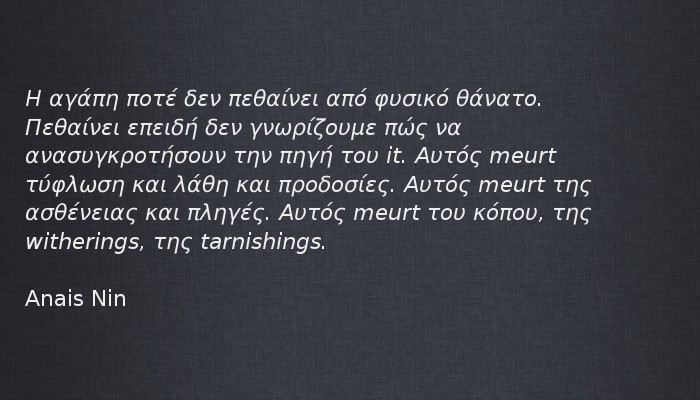 Η αγάπη ποτέ δεν πεθαίνει από φυσικό θάνατο.
Πεθαίνει επειδή δεν γνωρίζουμε πώς να
ανασυγκροτήσουν την πηγή του it. Αυτός meurt
τύφλωση και λάθη και προδοσίες. Αυτός meurt της
ασθένειας και πληγές. Αυτός meurt του κόπου, της
witherings, της tarnishings.
Anais Nin